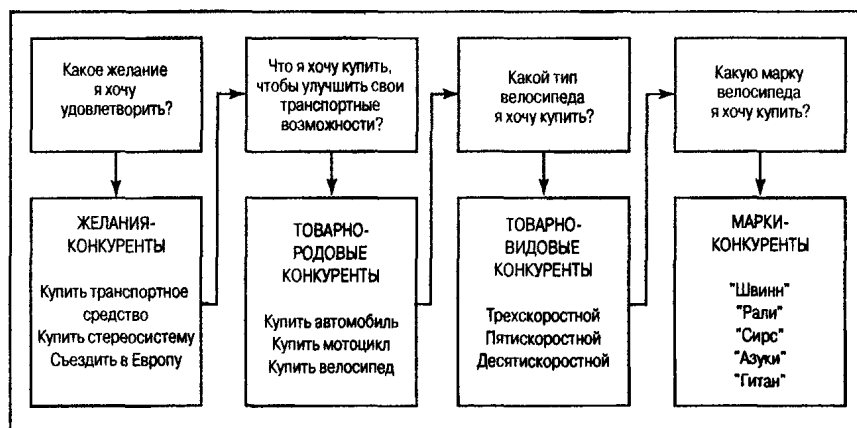 Какое желание
я хочу
удовлетворить?
Что я хочу купить,
чтобы улучшить свои
транспортные
возможности?
Какой тип
велосипеда
я хочу купить?
Какую марку
велосипеда
я хочу купить?
ЖЕЛАНИЯ-
КОНКУРЕНТЫ
Купить транспортное
средство
Купить стереосистему
Съездить в Европу
ТОВАРНО-
РОДОВЫЕ
КОНКУРЕНТЫ
Купить автомобиль
Купить мотоцикл
Купить велосипед
ТОВАРНО-
ВИДОВЫЕ
КОНКУРЕНТЫ
Трехскоростной
Пятискоростной
Десятискоростной
МАРКИ-
КОНКУРЕНТЫ
"Швинн"
"Рали"
"Сирс"
"Азуки"
"Гитан"